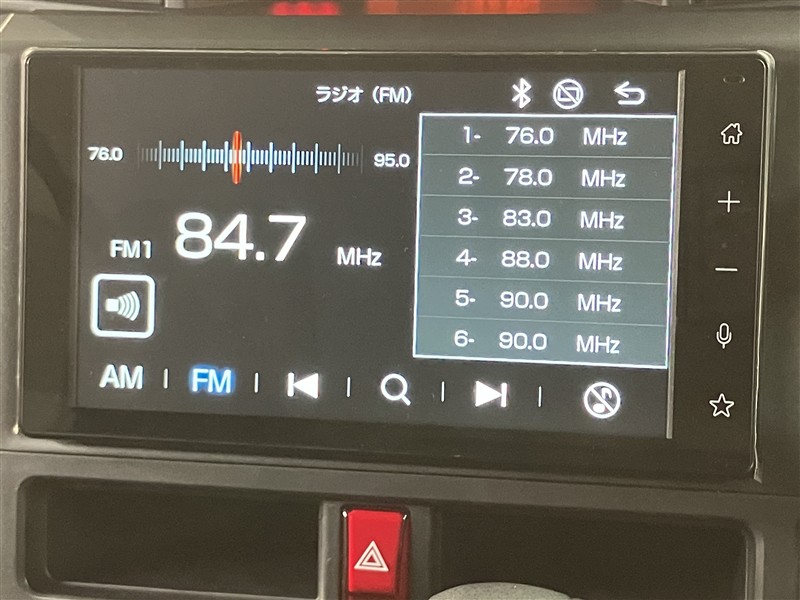 ラジオ（FM）
76.0 95.0
FM1 84.7 MHz
1- 76.0 MHz
2- 78.0 MHz
3- 83.0 MHz
4- 88.0 MHz
5- 90.0 MHz
6- 90.0 MHz
AM | FM | | | |